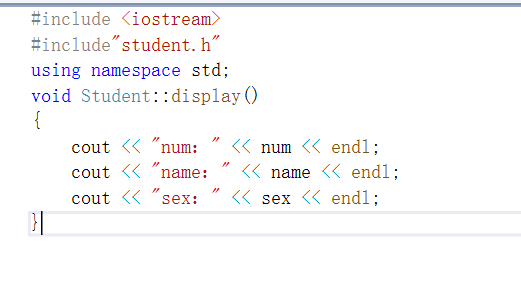 #include <iostream>
#include"student.h"
using namespace std;
void Student::display()
{
    cout << "num：" << num << endl;
    cout << "name：" << name << endl;
    cout << "sex：" << sex << endl;
}